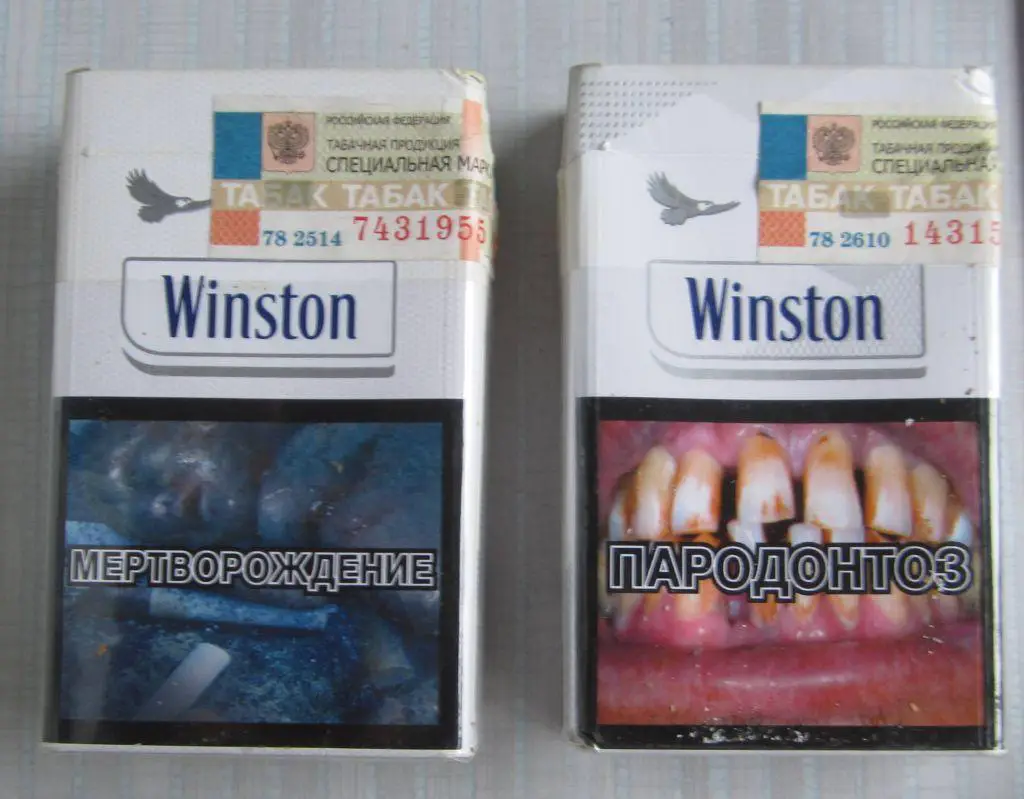 РОССИЙСКАЯ ФЕДЕРАЦИЯ
ТАБАЧНАЯ ПРОДУКЦИЯ
СПЕЦИАЛЬНАЯ МАРК
ТАБАК ТАБАК
78 2514 7431955
Winston
МЕРТВОРОЖДЕНИЕ
РОССИЙСКАЯ ФЕДЕРАЦИЯ
ТАБАЧНАЯ ПРОДУКЦИЯ
СПЕЦИАЛЬНАЯ
ТАБАК ТАБАК
78 2610 14315
Winston
ПАРОДОНТОЗ